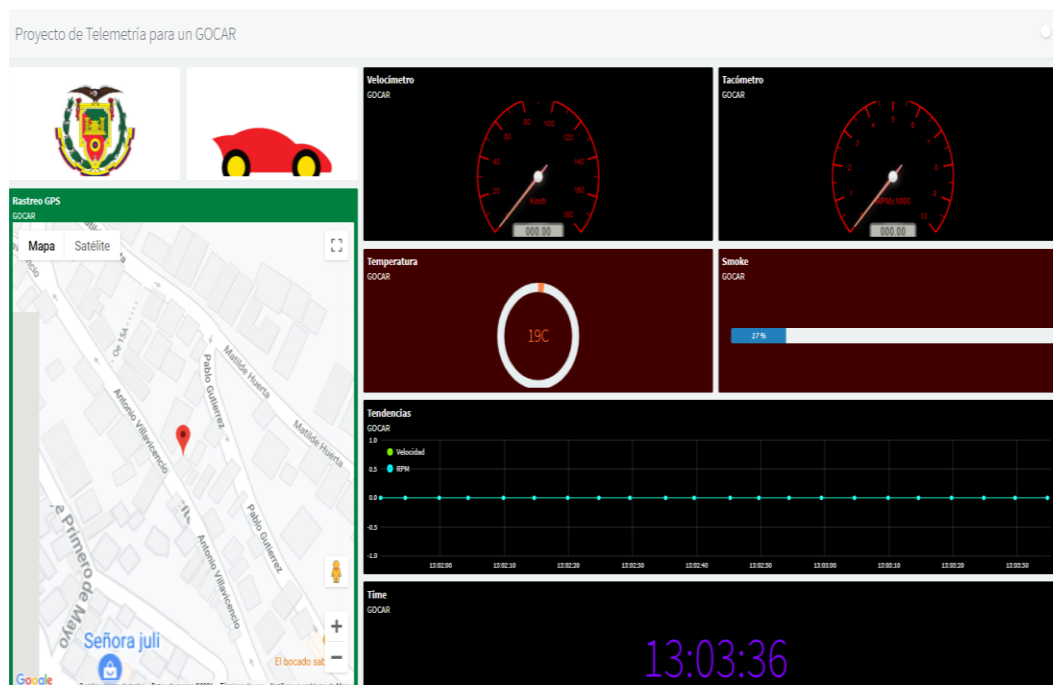 Proyecto de Telemetría para un GOCAR
Rastreo GPS
GOCAR
Mapa
Satélite
Oe 15A
Matilde Huerta
Pablo Gutierrez
Matilde Huerta
Antonio Villavicencio
Pablo Gutierrez
Antonio Villavicencio
e Primero de Mayo
Señora juli
El bocado sab
Google
Velocímetro
GOCAR
20
40
60
80
100
120
140
160
180
Km/h
000.00
Tacómetro
GOCAR
1
2
3
4
5
6
7
8
9
10
RPMx1000
000.00
Temperatura
GOCAR
19C
Smoke
GOCAR
17 %
Tendencias
GOCAR
1.0
Velocidad
0.5
RPM
0.0
-0.5
-1.0
13:02:00
13:02:10
13:02:20
13:02:30
13:02:40
13:02:50
13:03:00
13:03:10
13:03:20
13:03:30
Time
GOCAR
13:03:36